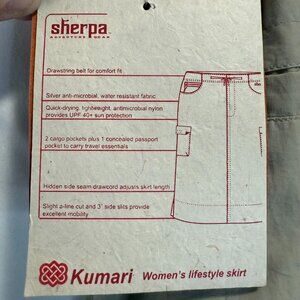 sherpa
ADVENTURE GEAR
Drawstring belt for comfort fit
Silver anti-microbial, water resistant fabric
Quick-drying, lightweight, antimicrobial nylon
provides UPF 40+ sun protection
2 cargo pockets plus 1 concealed passport
pocket to carry travel essentials
Hidden side seam drawcord adjusts skirt length
Slight a-line cut and 3" side slits provide
excellent mobility
Kumari Women's lifestyle skirt